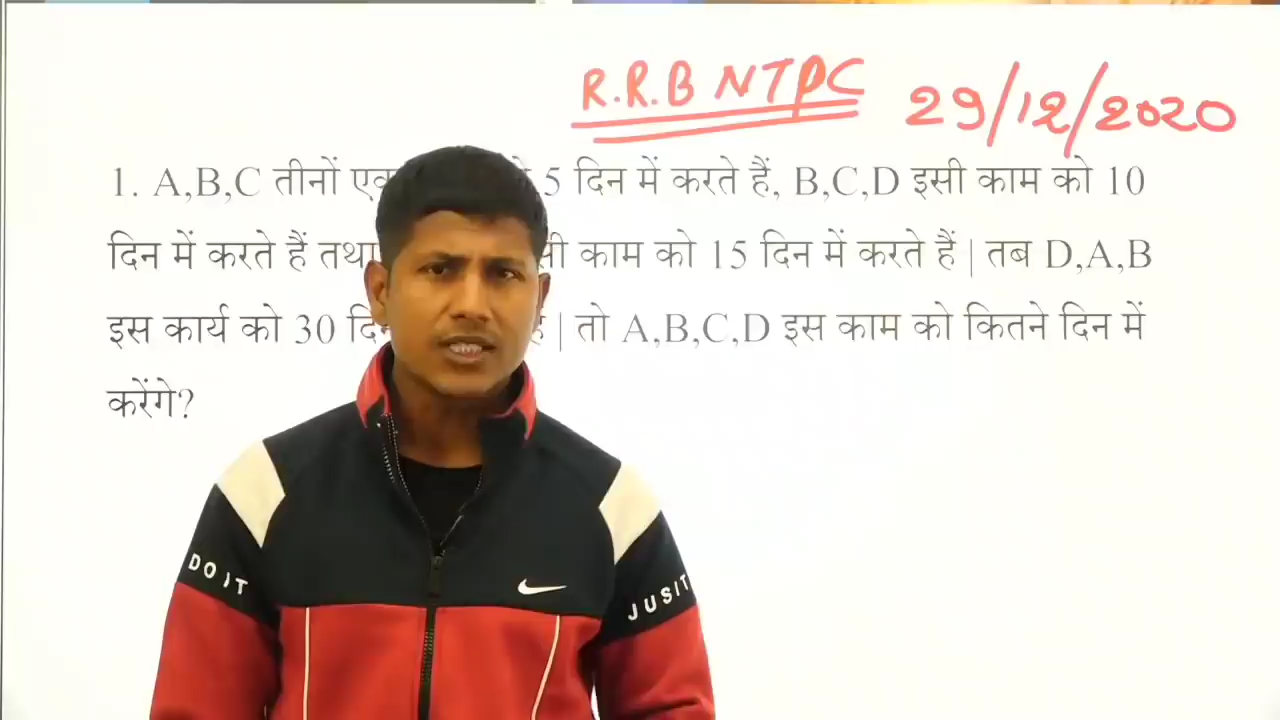 R.R.B NTPC 29/12/2020
1. A,B,C तीनों 5 दिन में करते हैं, B,C,D इसी काम को 10
दिन में करते हैं तथा काम को 15 दिन में करते हैं | तब D,A,B
इस कार्य को 30 | तो A,B,C,D इस काम को कितने दिन में
करेंगे?
DO IT
JUSIT